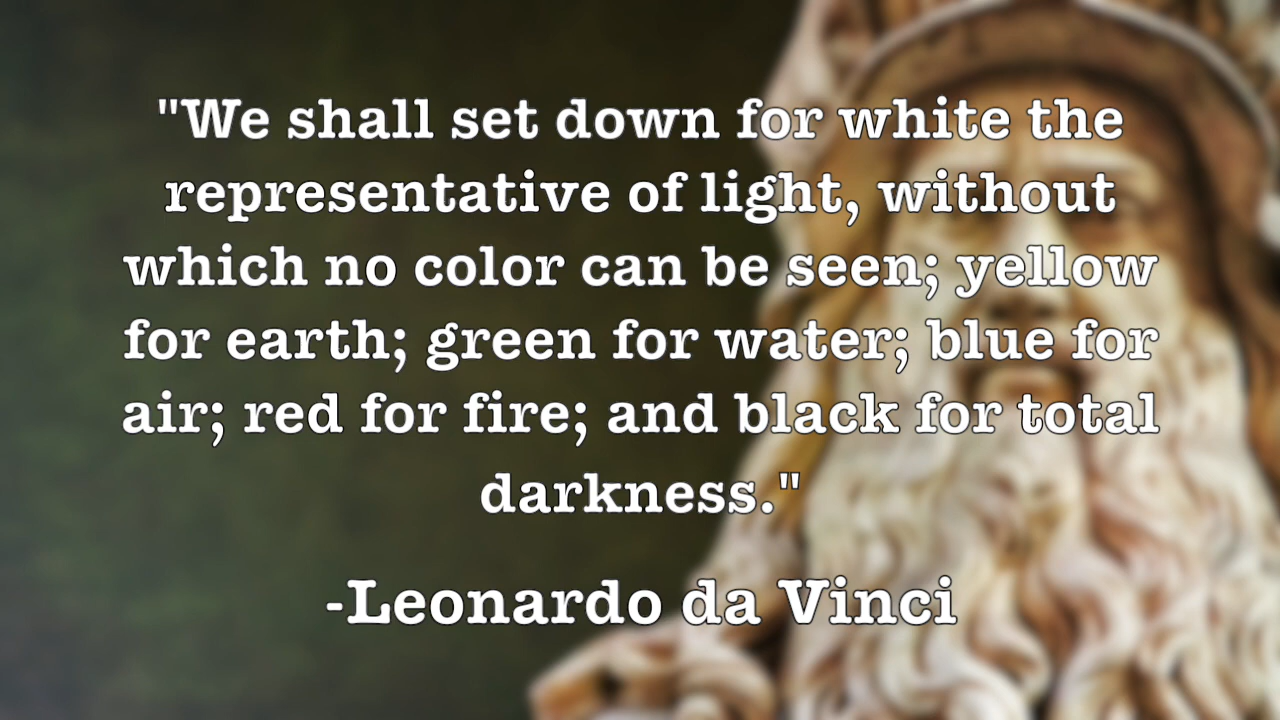 "We shall set down for white the
representative of light, without
which no color can be seen; yellow
for earth; green for water; blue for
air; red for fire; and black for total
darkness."
-Leonardo da Vinci